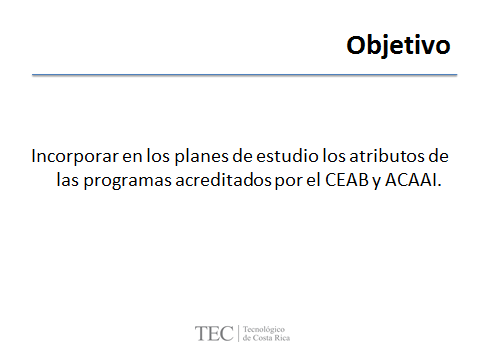 Objetivo
Incorporar en los planes de estudio los atributos de
las programas acreditados por el CEAB y ACAAI.
TEC
Tecnológico
de Costa Rica